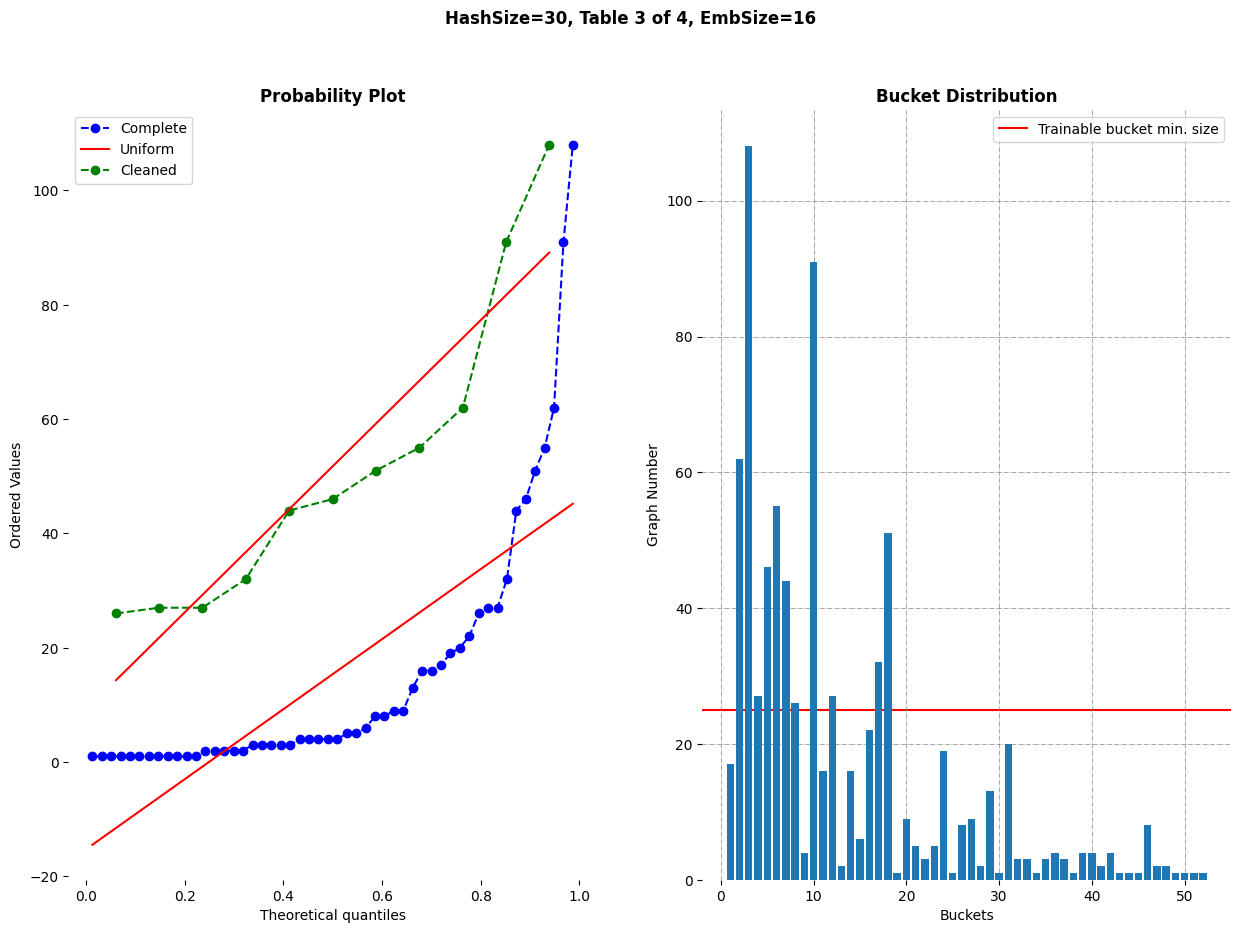 HashSize=30, Table 3 of 4, EmbSize=16
Probability Plot
Complete
Uniform
Cleaned
100
80
60
40
20
0
−20
Ordered Values
0.0 0.2 0.4 0.6 0.8 1.0
Theoretical quantiles
Bucket Distribution
Trainable bucket min. size
100
80
60
40
20
0
Graph Number
0 10 20 30 40 50
Buckets